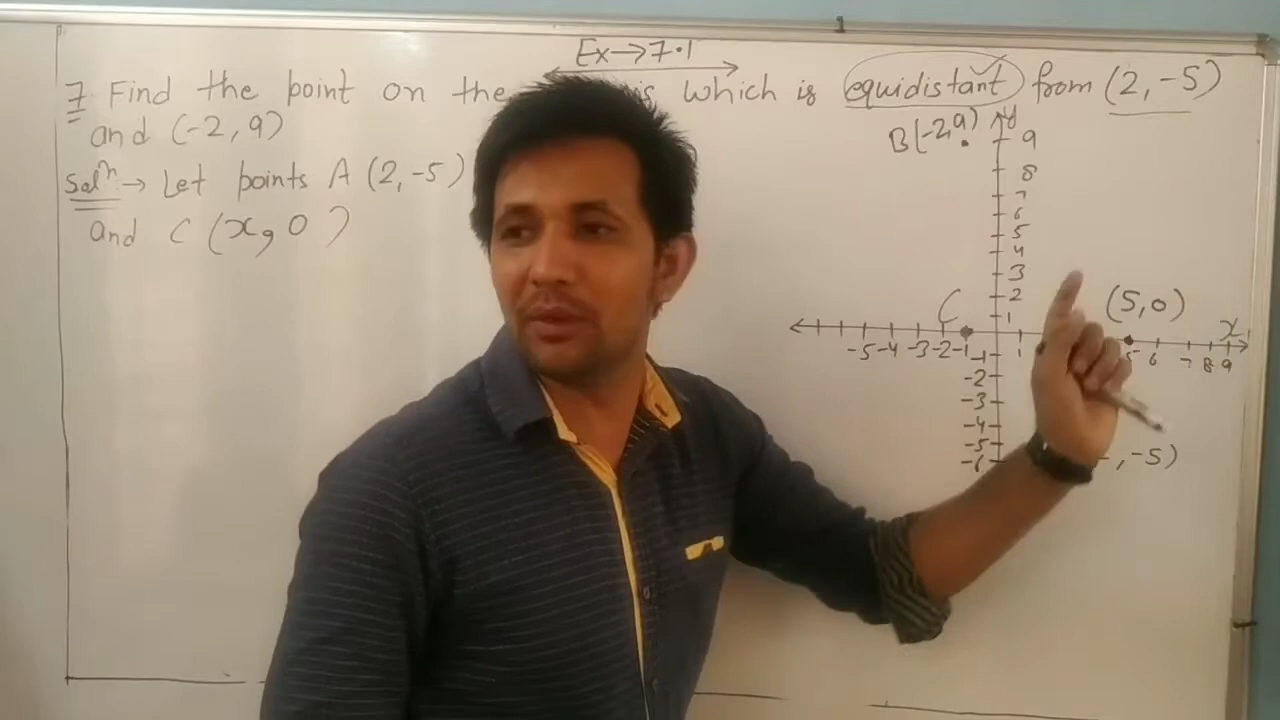 Ex→7.1
7. Find the point on the is which is equidistant from (2,-5)
and (-2,9)
Solⁿ:→ Let points A (2,-5)
and C (x, 0)
B(-2,9) y
9
8
7
6
5
4
3
2
1
C (5,0) x
-5 -4 -3 -2 -1 1 5 6 7 8 9
-1
-2
-3
-4
-5
-6
,-5)